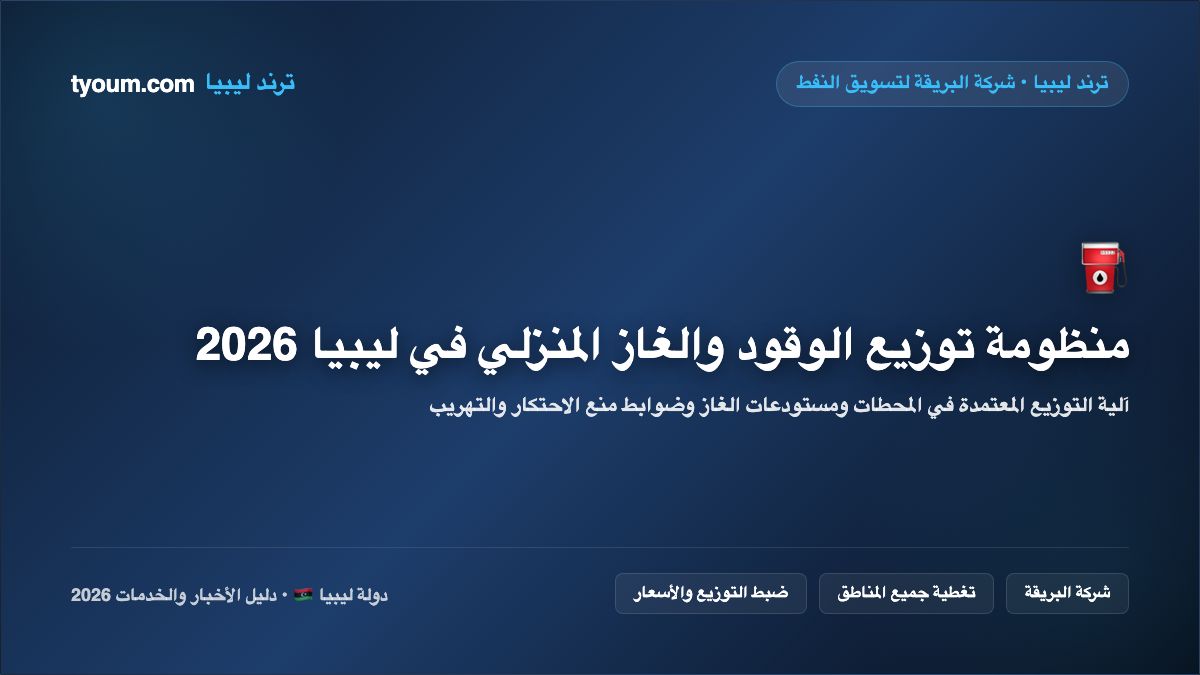 ترند ليبيا • شركة البريقة لتسويق النفط
ترند ليبيا tyoum.com
منظومة توزيع الوقود والغاز المنزلي في ليبيا 2026
آلية التوزيع المعتمدة في المحطات ومستودعات الغاز وضوابط منع الاحتكار والتهريب
شركة البريقة
تغطية جميع المناطق
ضبط التوزيع والأسعار
دولة ليبيا 🇱🇾 • دليل الأخبار والخدمات 2026